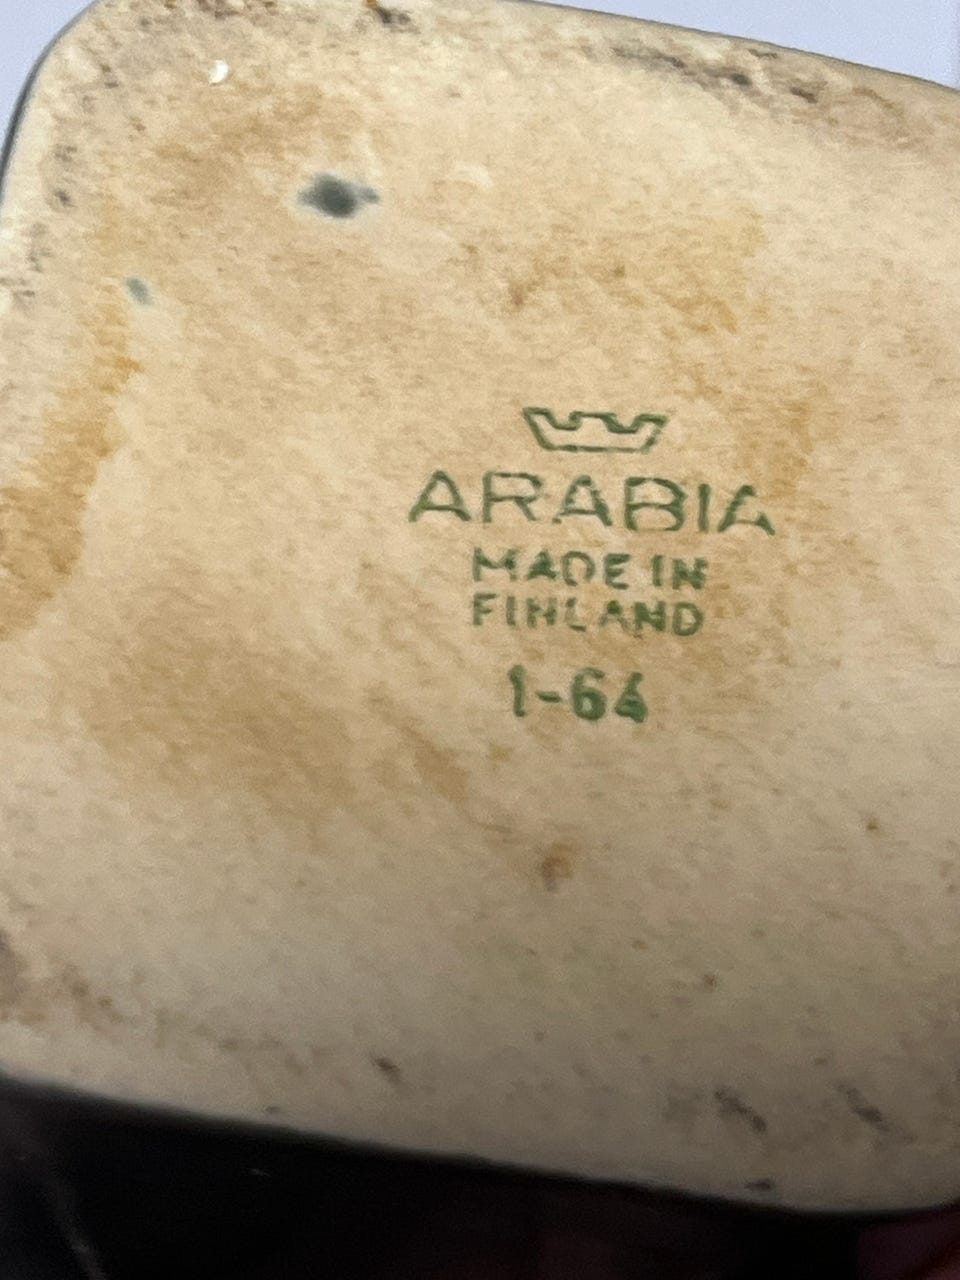 ARABIA
MADE IN
FINLAND
1-64